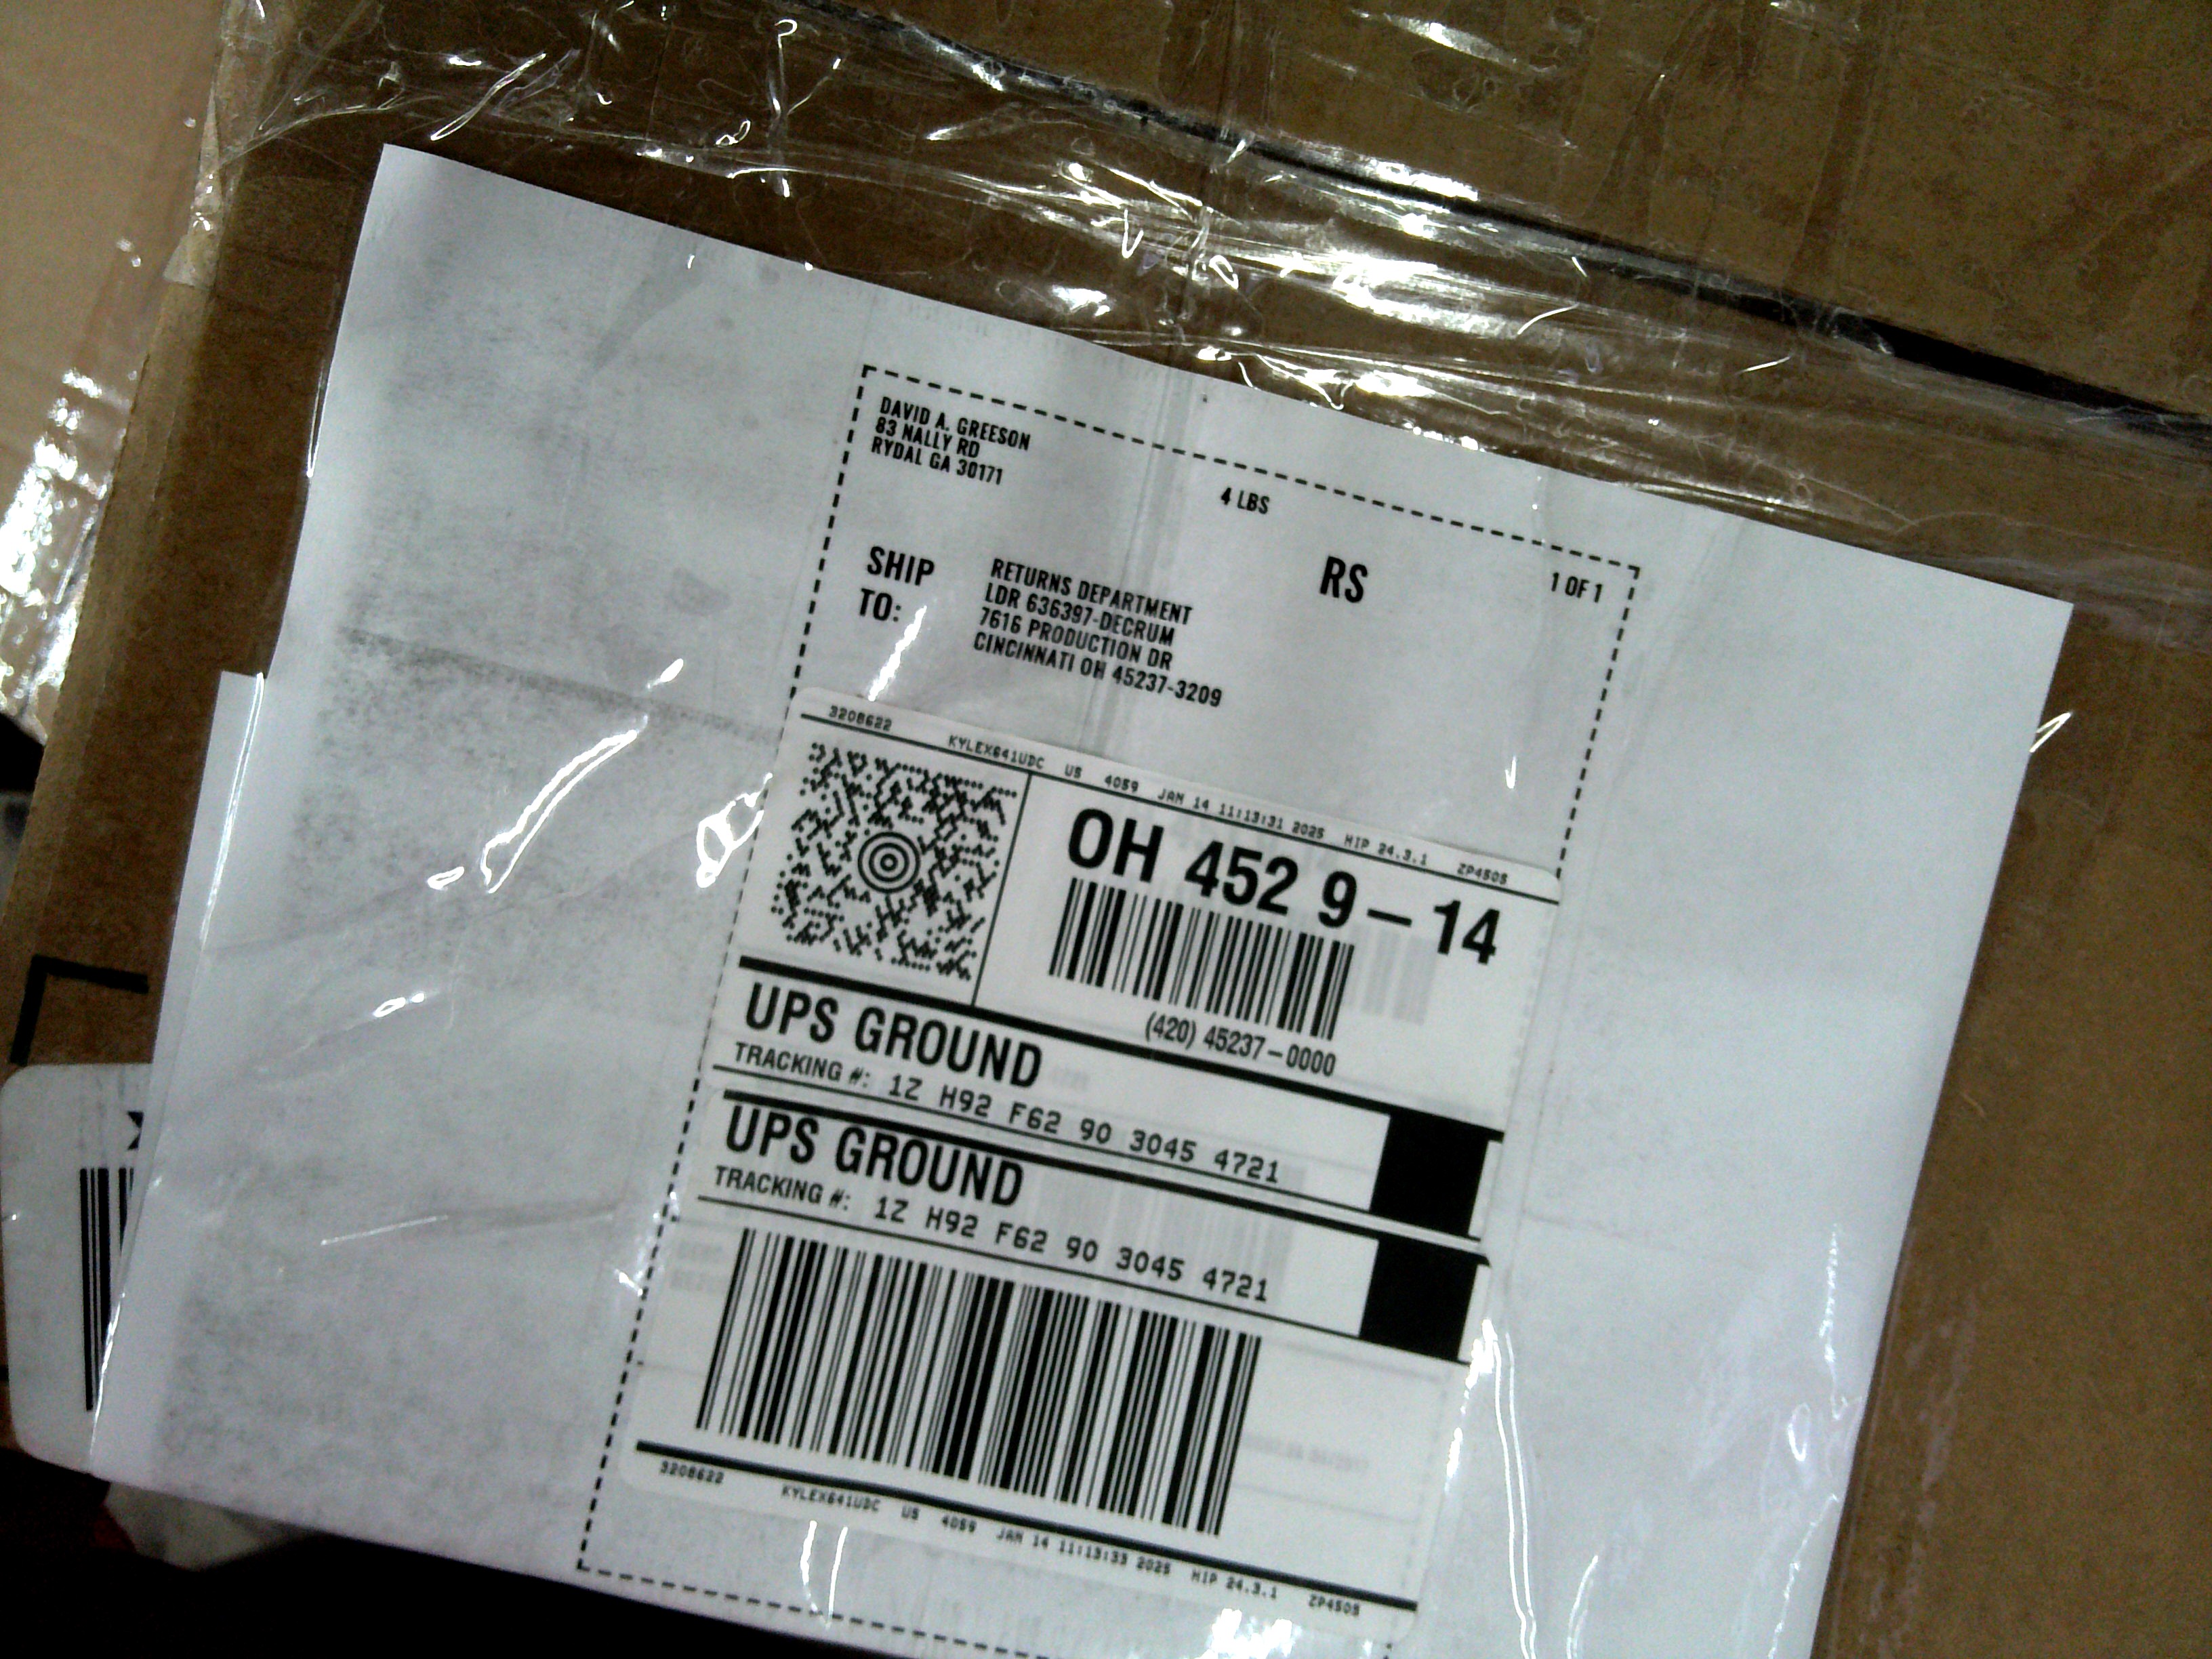 DAVID A. GREESON
83 NALLY RD
RYDAL GA 30171
4 LBS
RS
1 OF 1
SHIP
TO:
RETURNS DEPARTMENT
LDR 636397-DECRUM
7616 PRODUCTION DR
CINCINNATI OH 45237-3209
3208622 KYLEX641UDC US 4059 JAN 14 11:13:31 2025 HIP 24.3.1 ZP450S
OH 452 9-14
(420) 45237-0000
UPS GROUND
TRACKING #: 1Z H92 F62 90 3045 4721
UPS GROUND
TRACKING #: 1Z H92 F62 90 3045 4721
3208622 KYLEX641UDC US 4059 JAN 14 11:13:33 2025 HIP 24.3.1 ZP450S